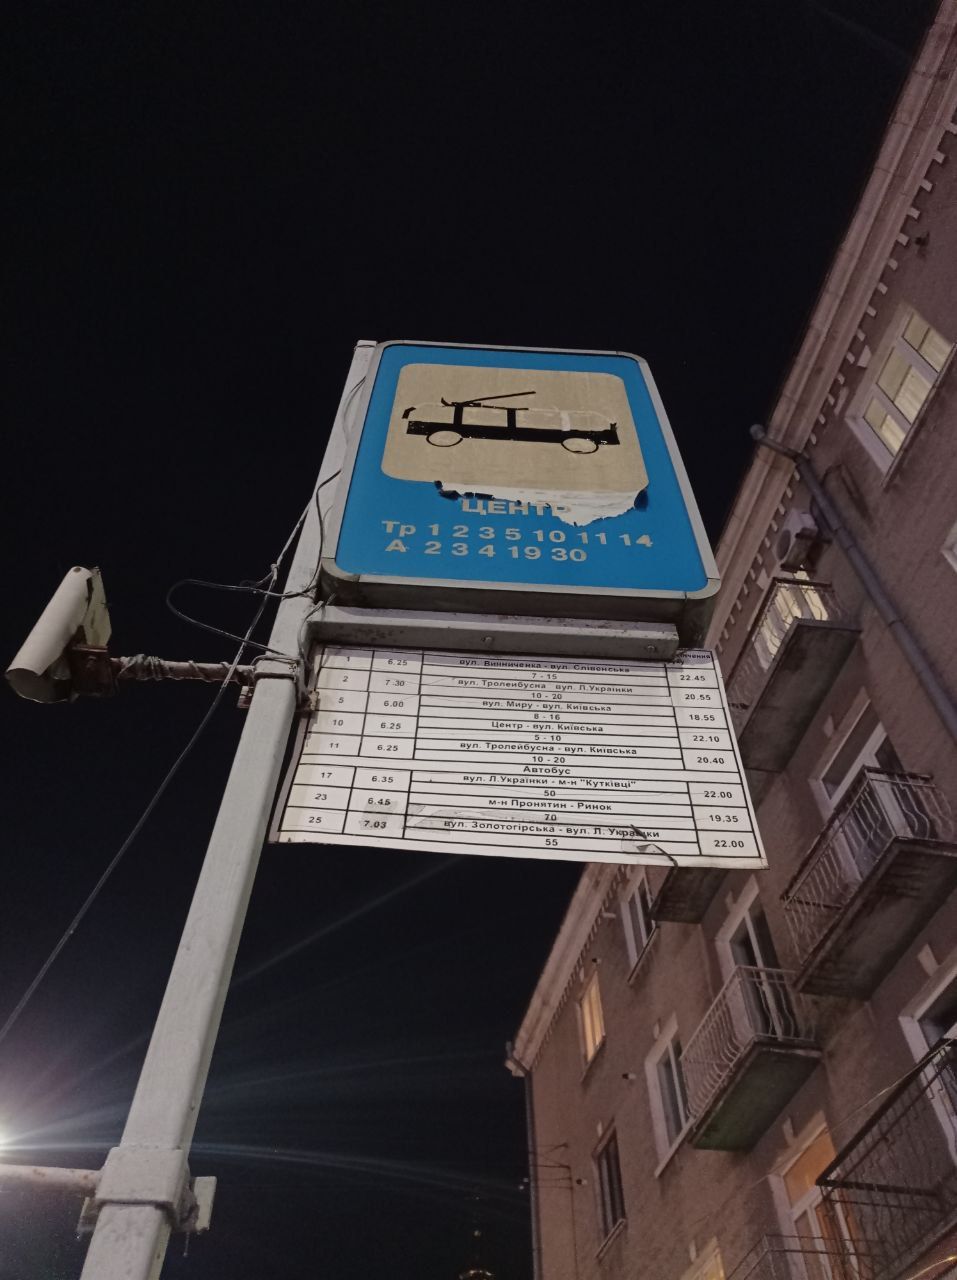 ЦЕНТР
Тр 1 2 3 5 10 11 14
А 2 3 4 19 30
1 6.25 вул. Винниченка - вул. Слівенська 22.45
7 - 15
2 7.30 вул. Тролейбусна вул. Л.Українки 20.55
10 - 20
5 6.00 вул. Миру - вул. Київська 18.55
8 - 16
10 6.25 Центр - вул. Київська 22.10
5 - 10
11 6.25 вул. Тролейбусна - вул. Київська 20.40
10 - 20
Автобус
17 6.35 вул. Л.Українки - м-н "Кутківці" 22.00
50
23 6.45 м-н Пронятин - Ринок 19.35
70
25 7.03 вул. Золотогірська - вул. Л. Українки 22.00
55